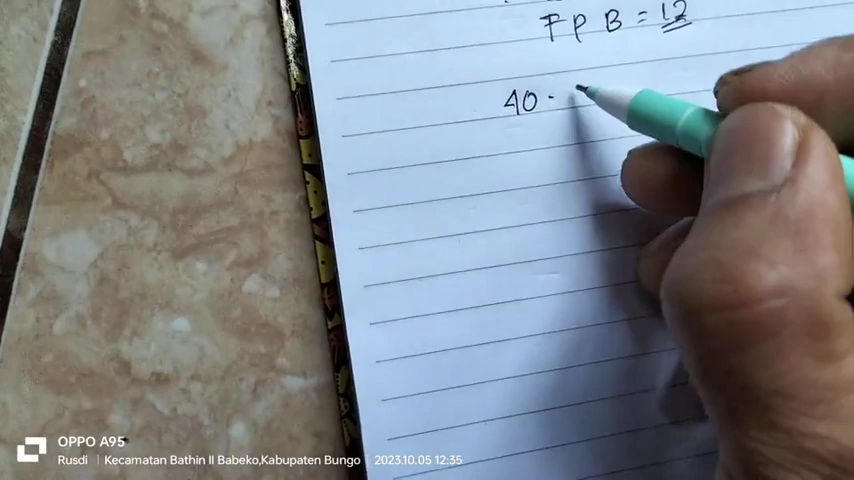 FPB = 12
40 -
OPPO A95
Rusdi | Kecamatan Bathin II Babeko,Kabupaten Bungo | 2023.10.05 12:35